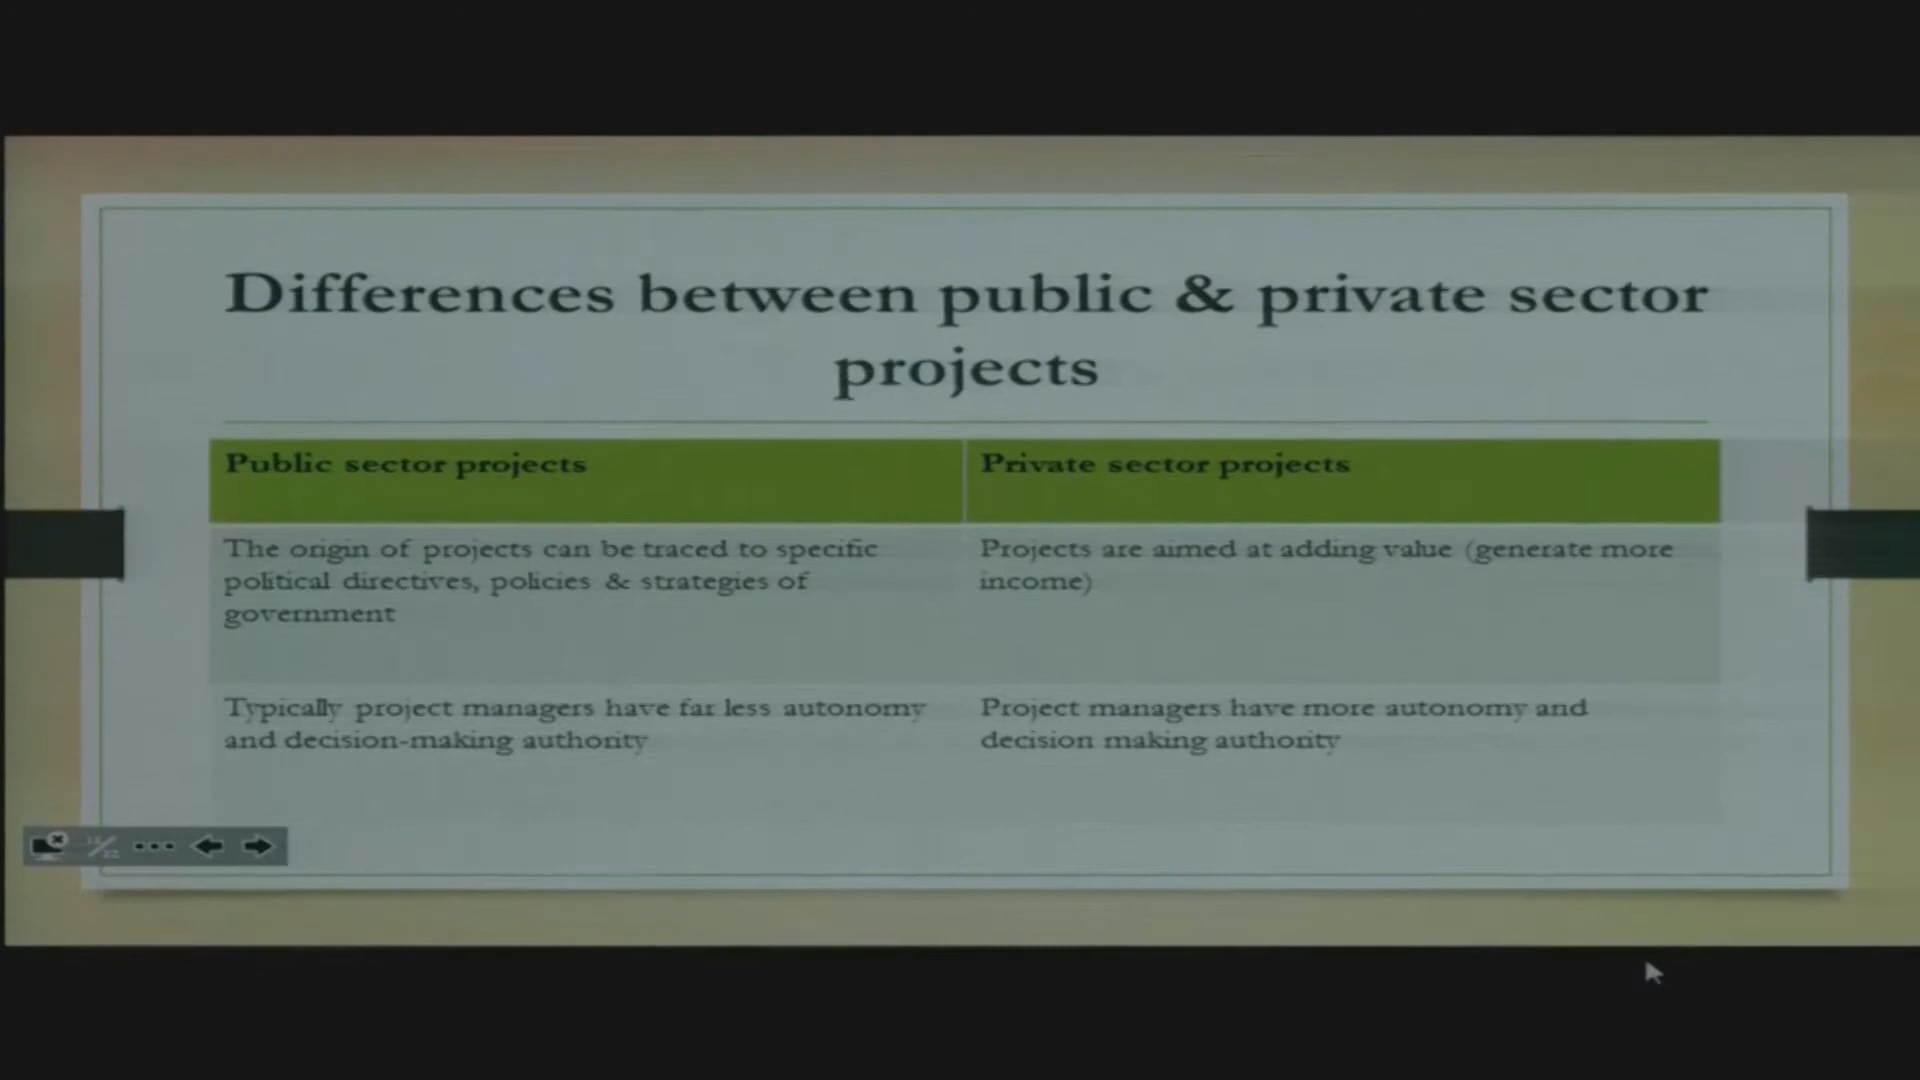 Differences between public & private sector
projects
Public sector projects
Private sector projects
The origin of projects can be traced to specific
political directives, policies & strategies of
government
Projects are aimed at adding value (generate more
income)
Typically project managers have far less autonomy
and decision-making authority
Project managers have more autonomy and
decision making authority